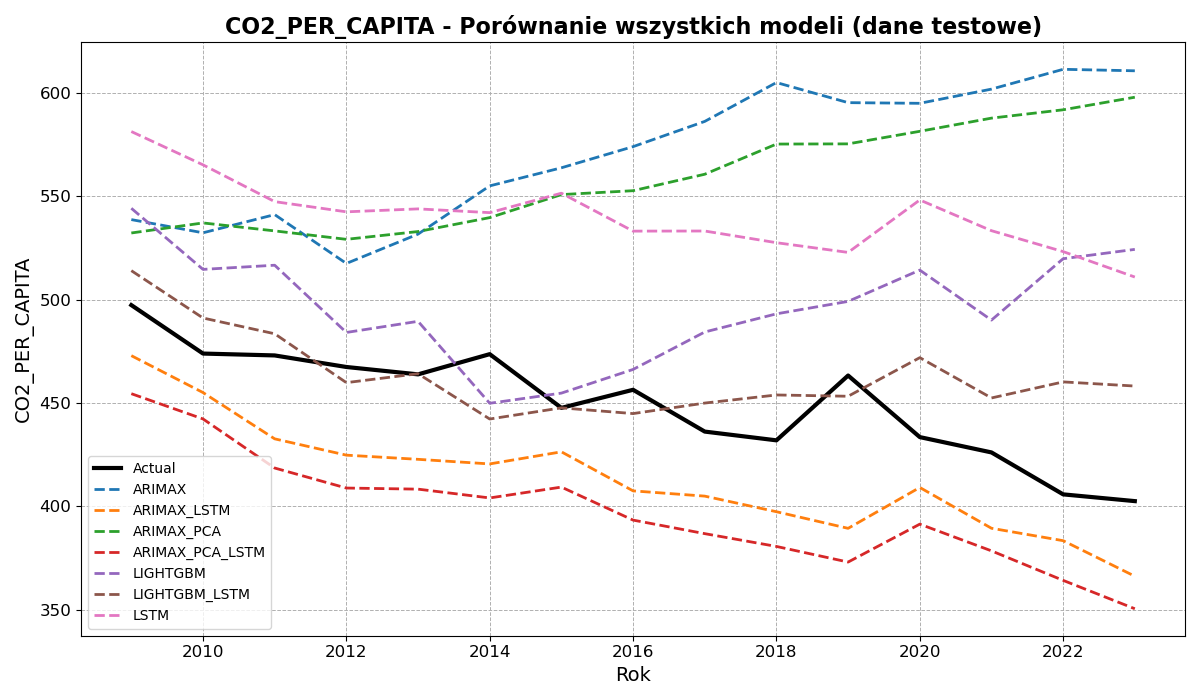 CO2_PER_CAPITA - Porównanie wszystkich modeli (dane testowe)
CO2_PER_CAPITA
600
550
500
450
400
350
Actual
ARIMAX
ARIMAX_LSTM
ARIMAX_PCA
ARIMAX_PCA_LSTM
LIGHTGBM
LIGHTGBM_LSTM
LSTM
2010 2012 2014 2016 2018 2020 2022
Rok